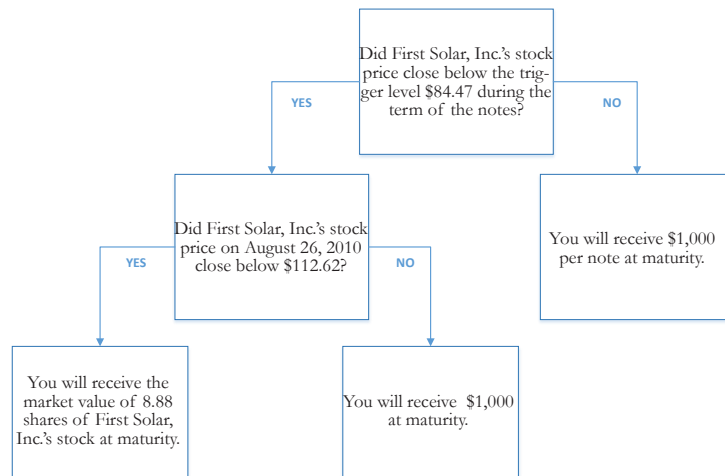 Did First Solar, Inc.'s stock
price close below the trig-
ger level $84.47 during the
term of the notes?
YES
NO
Did First Solar, Inc.'s stock
price on August 26, 2010
close below $112.62?
You will receive $1,000
per note at maturity.
YES
NO
You will receive the
market value of 8.88
shares of First Solar,
Inc.'s stock at maturity.
You will receive $1,000
at maturity.